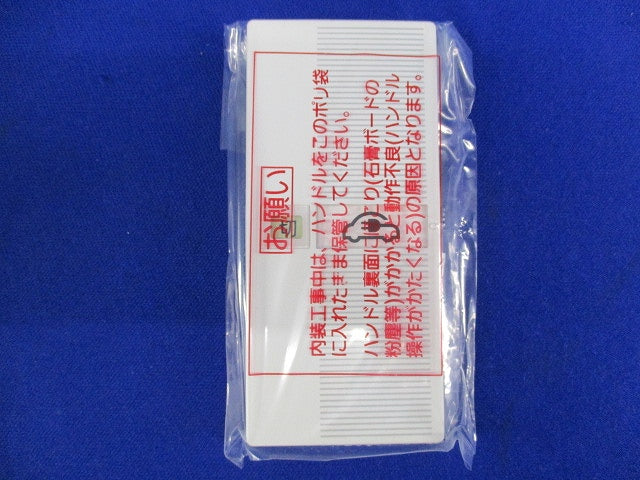 お願い
内装工事中は、ハンドルをこのポリ袋
に入れたまま保管してください。
ハンドル裏面にほこり(石膏ボードの
粉塵等)がかかると動作不良(ハンドル
操作がかたくなる)の原因となります。
切